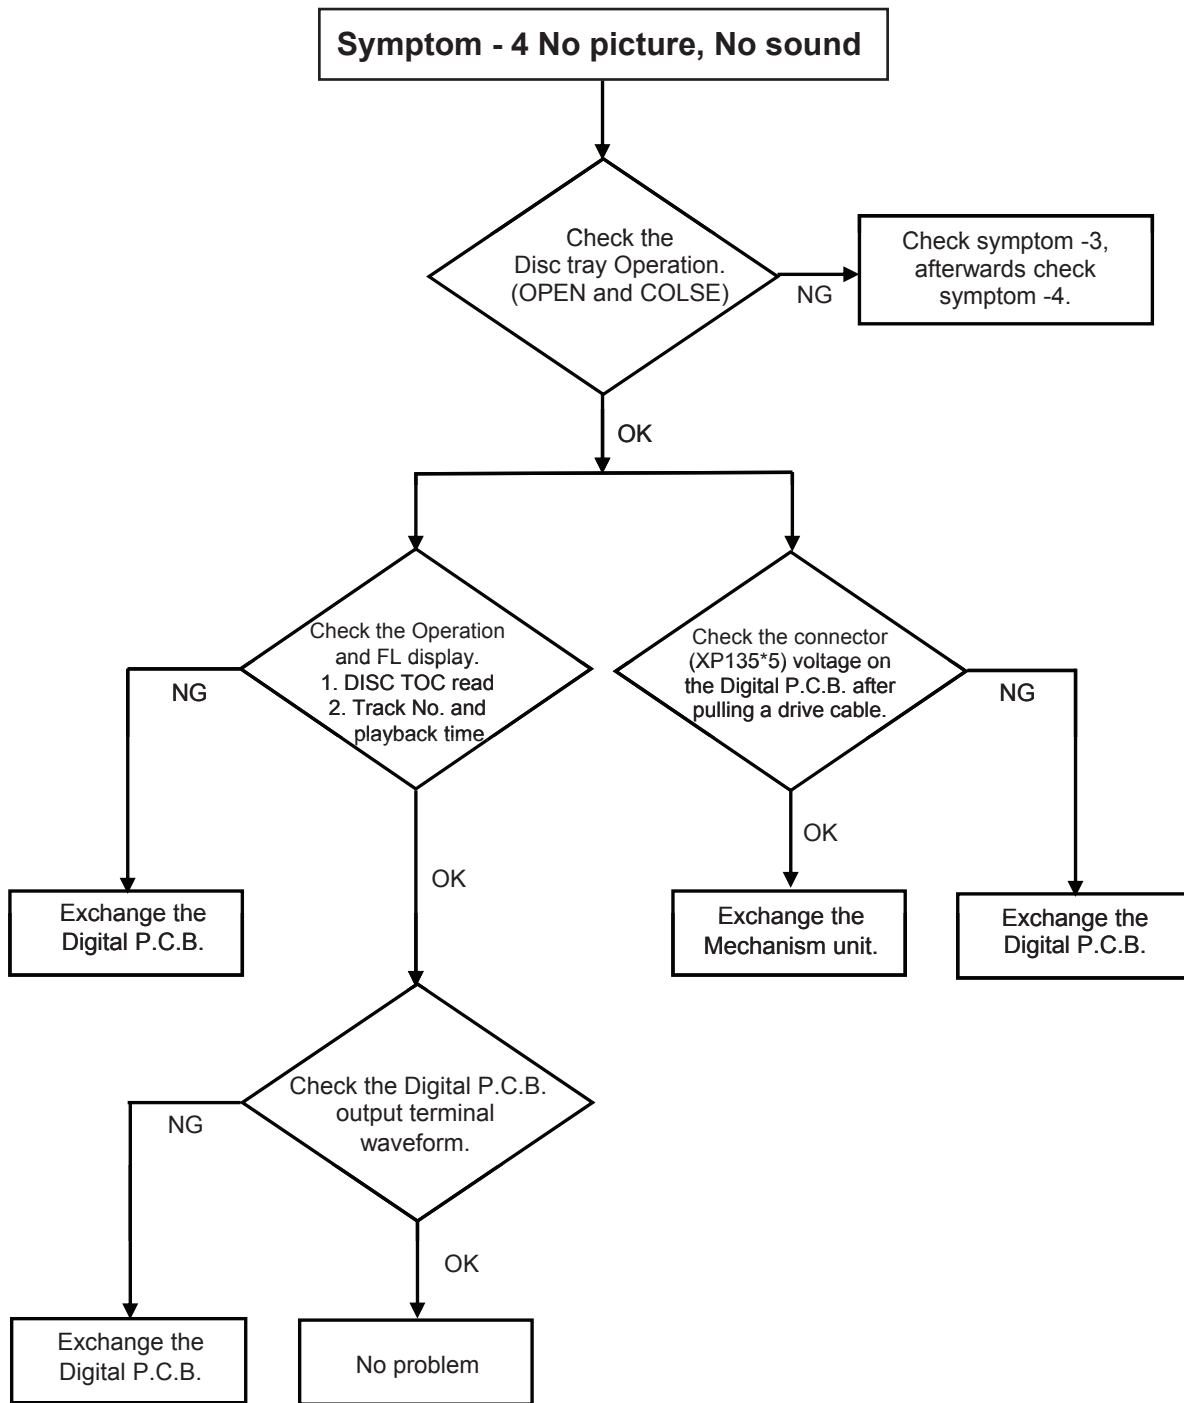 Symptom - 4 No picture, No sound
Check the
Disc tray Operation.
(OPEN and COLSE)
NG
Check symptom -3,
afterwards check
symptom -4.
OK
Check the Operation
and FL display.
1. DISC TOC read
2. Track No. and
playback time
NG
Check the connector
(XP135*5) voltage on
the Digital P.C.B. after
pulling a drive cable.
NG
OK
OK
Exchange the
Digital P.C.B.
Exchange the
Mechanism unit.
Exchange the
Digital P.C.B.
Check the Digital P.C.B.
output terminal
waveform.
NG
OK
Exchange the
Digital P.C.B.
No problem